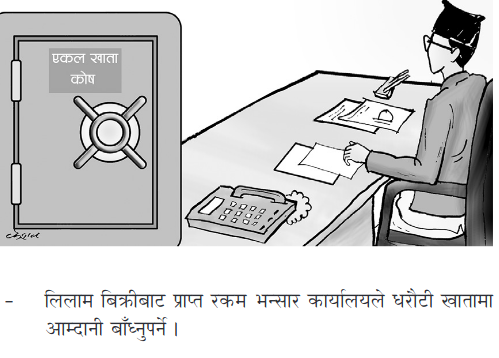 एकल खाता
कोष
- लिलाम बिक्रीबाट प्राप्त रकम भन्सार कार्यालयले धरौटी खातामा
आम्दानी बाँध्नुपर्ने ।